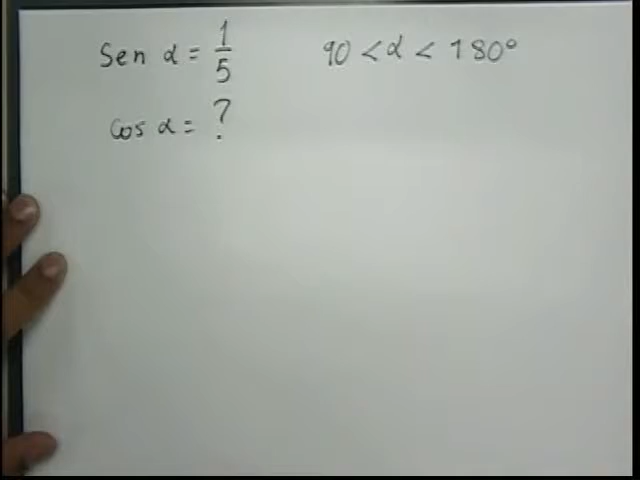 Sen α = 1/5    90 < α < 180°
cos α = ?